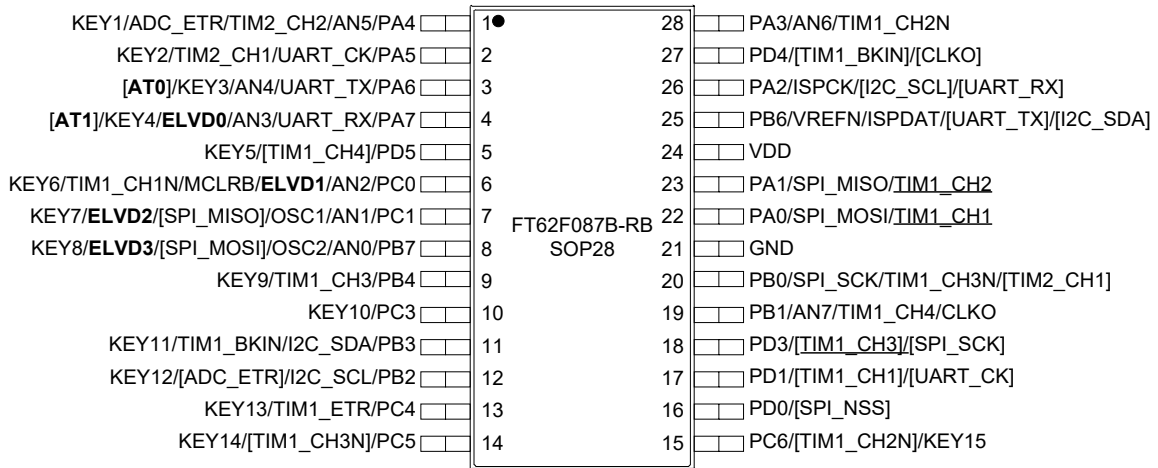 KEY1/ADC_ETR/TIM2_CH2/AN5/PA4 1 28 PA3/AN6/TIM1_CH2N
KEY2/TIM2_CH1/UART_CK/PA5 2 27 PD4/[TIM1_BKIN]/[CLKO]
[AT0]/KEY3/AN4/UART_TX/PA6 3 26 PA2/ISPCK/[I2C_SCL]/[UART_RX]
[AT1]/KEY4/ELVD0/AN3/UART_RX/PA7 4 25 PB6/VREFN/ISPDAT/[UART_TX]/[I2C_SDA]
KEY5/[TIM1_CH4]/PD5 5 24 VDD
KEY6/TIM1_CH1N/MCLRB/ELVD1/AN2/PC0 6 23 PA1/SPI_MISO/TIM1_CH2
KEY7/ELVD2/[SPI_MISO]/OSC1/AN1/PC1 7 FT62F087B-RB 22 PA0/SPI_MOSI/TIM1_CH1
KEY8/ELVD3/[SPI_MOSI]/OSC2/AN0/PB7 8 SOP28 21 GND
KEY9/TIM1_CH3/PB4 9 20 PB0/SPI_SCK/TIM1_CH3N/[TIM2_CH1]
KEY10/PC3 10 19 PB1/AN7/TIM1_CH4/CLKO
KEY11/TIM1_BKIN/I2C_SDA/PB3 11 18 PD3/[TIM1_CH3]/[SPI_SCK]
KEY12/[ADC_ETR]/I2C_SCL/PB2 12 17 PD1/[TIM1_CH1]/[UART_CK]
KEY13/TIM1_ETR/PC4 13 16 PD0/[SPI_NSS]
KEY14/[TIM1_CH3N]/PC5 14 15 PC6/[TIM1_CH2N]/KEY15